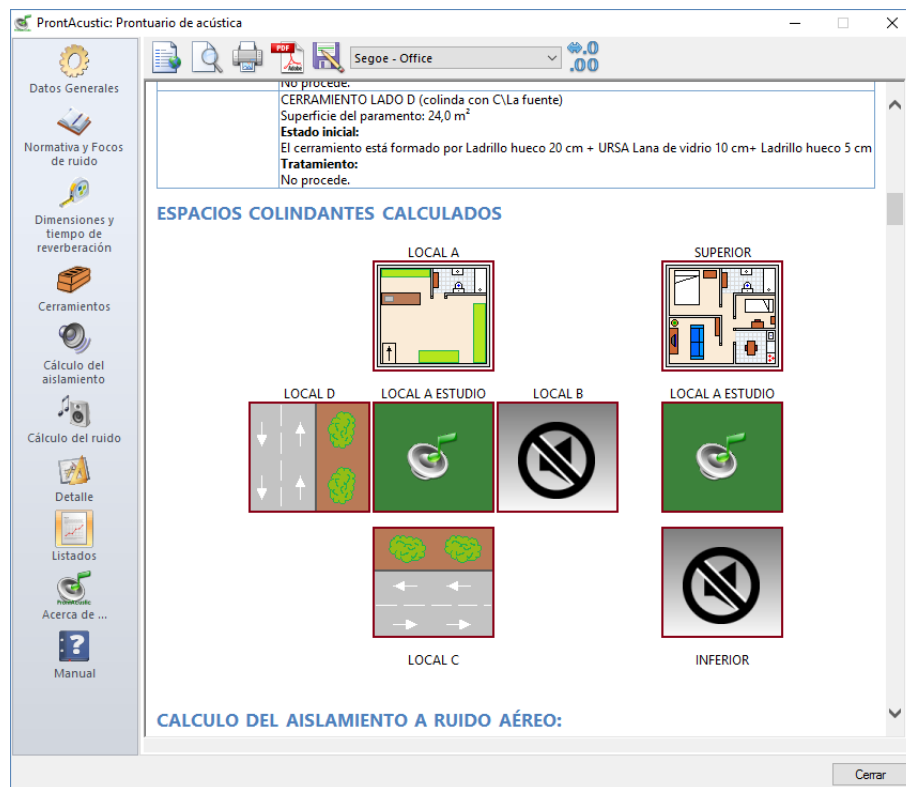 ProntAcustic: Prontuario de acústica
Datos Generales
Normativa y Focos
de ruido
Dimensiones y
tiempo de
reverberación
Cerramientos
Cálculo del
aislamiento
Cálculo del ruido
Detalle
Listados
ProntAcustic
Acerca de ...
Manual
PDF
Adobe
Segoe - Office
.0
.00
No procede.
CERRAMIENTO LADO D (colinda con C\La fuente)
Superficie del paramento: 24,0 m²
Estado inicial:
El cerramiento está formado por Ladrillo hueco 20 cm + URSA Lana de vidrio 10 cm+ Ladrillo hueco 5 cm
Tratamiento:
No procede.
ESPACIOS COLINDANTES CALCULADOS
LOCAL A
SUPERIOR
LOCAL D
LOCAL A ESTUDIO
LOCAL B
LOCAL A ESTUDIO
LOCAL C
INFERIOR
CALCULO DEL AISLAMIENTO A RUIDO AÉREO:
Cerrar